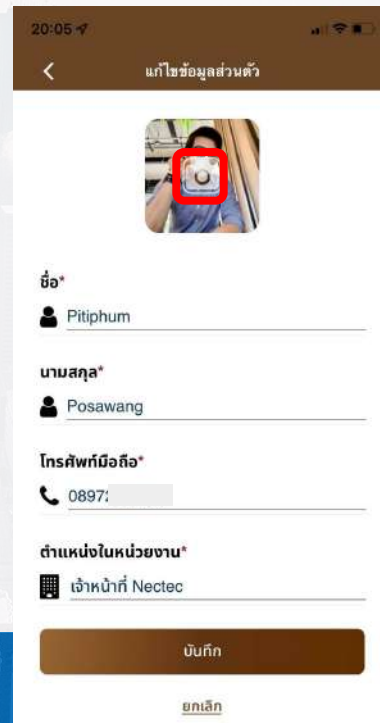 20:05
แก้ไขข้อมูลส่วนตัว
ชื่อ*
Pitiphum
นามสกุล*
Posawang
โทรศัพท์มือถือ*
0897
ตำแหน่งในหน่วยงาน*
เจ้าหน้าที่ Nectec
บันทึก
ยกเลิก